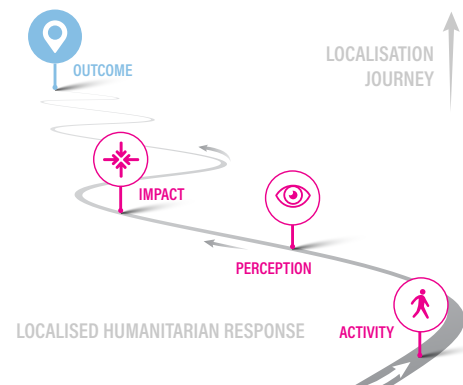 OUTCOME
LOCALISATION
JOURNEY
IMPACT
PERCEPTION
LOCALISED HUMANITARIAN RESPONSE
ACTIVITY